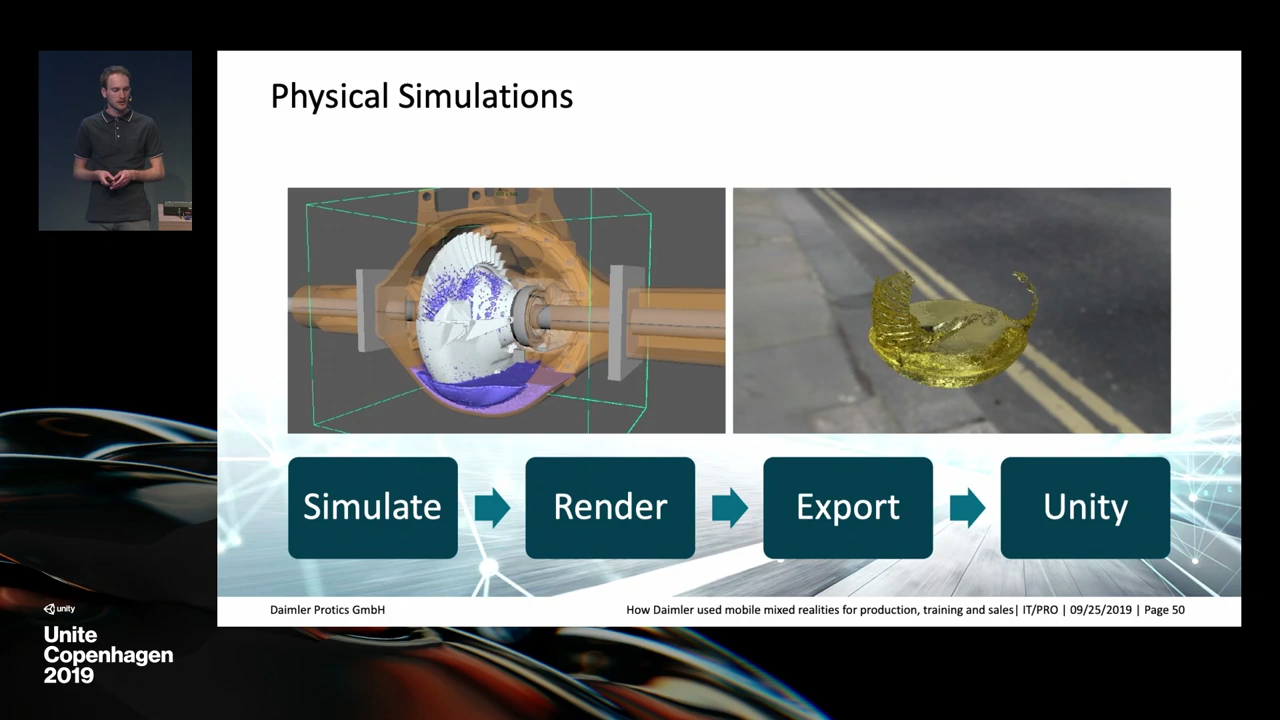 Physical Simulations
Simulate
Render
Export
Unity
Daimler Protics GmbH
How Daimler used mobile mixed realities for production, training and sales| IT/PRO | 09/25/2019 | Page 50
unity
Unite
Copenhagen
2019